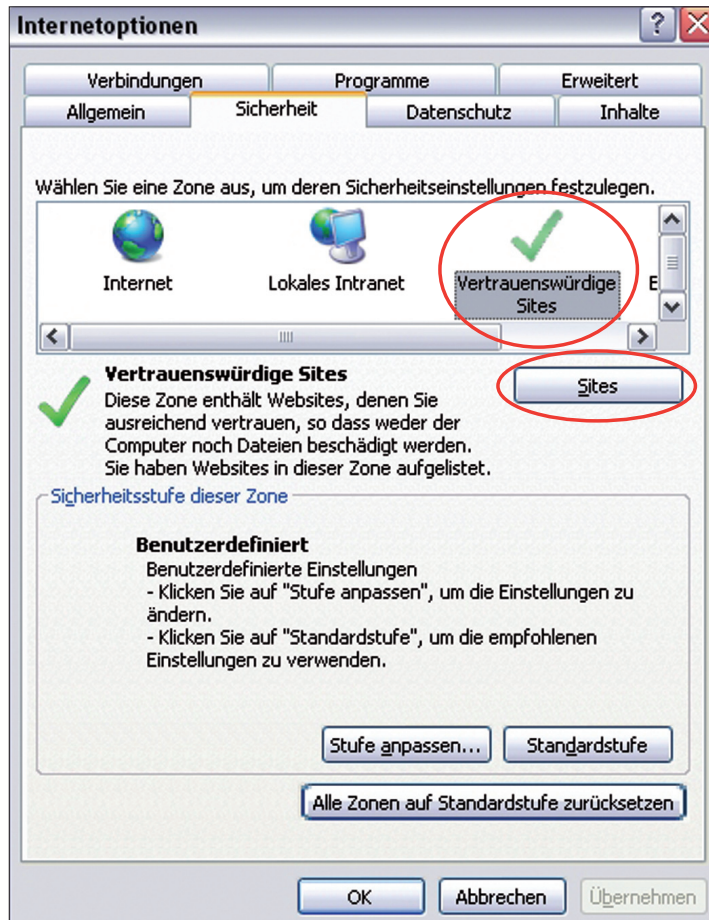 Internetoptionen
Verbindungen Programme Erweitert
Allgemein Sicherheit Datenschutz Inhalte
Wählen Sie eine Zone aus, um deren Sicherheitseinstellungen festzulegen.
Internet Lokales Intranet Vertrauenswürdige E
Sites
Vertrauenswürdige Sites Sites
Diese Zone enthält Websites, denen Sie
ausreichend vertrauen, so dass weder der
Computer noch Dateien beschädigt werden.
Sie haben Websites in dieser Zone aufgelistet.
Sicherheitsstufe dieser Zone
Benutzerdefiniert
Benutzerdefinierte Einstellungen
- Klicken Sie auf "Stufe anpassen", um die Einstellungen zu
ändern.
- Klicken Sie auf "Standardstufe", um die empfohlenen
Einstellungen zu verwenden.
Stufe anpassen... Standardstufe
Alle Zonen auf Standardstufe zurücksetzen
OK Abbrechen Übernehmen